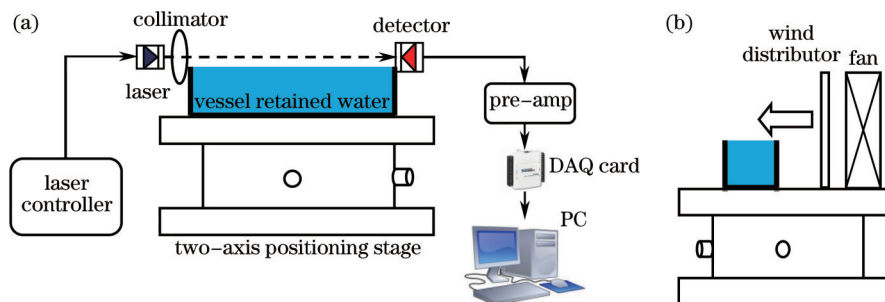 (a)
collimator
detector
laser
vessel retained water
pre-amp
laser
controller
DAQ card
PC
two-axis positioning stage
(b)
wind
distributor
fan